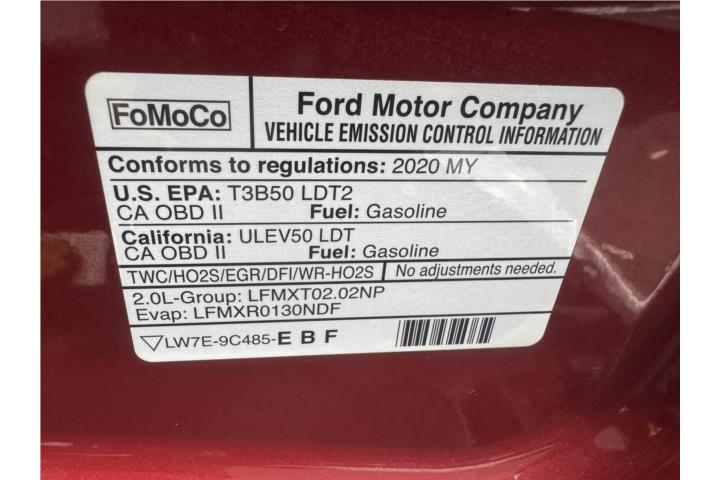 FoMoCo
Ford Motor Company
VEHICLE EMISSION CONTROL INFORMATION
Conforms to regulations: 2020 MY
U.S. EPA: T3B50 LDT2
CA OBD II Fuel: Gasoline
California: ULEV50 LDT
CA OBD II Fuel: Gasoline
TWC/HO2S/EGR/DFI/WR-HO2S No adjustments needed.
2.0L-Group: LFMXT02.02NP
Evap: LFMXR0130NDF
LW7E-9C485-E B F